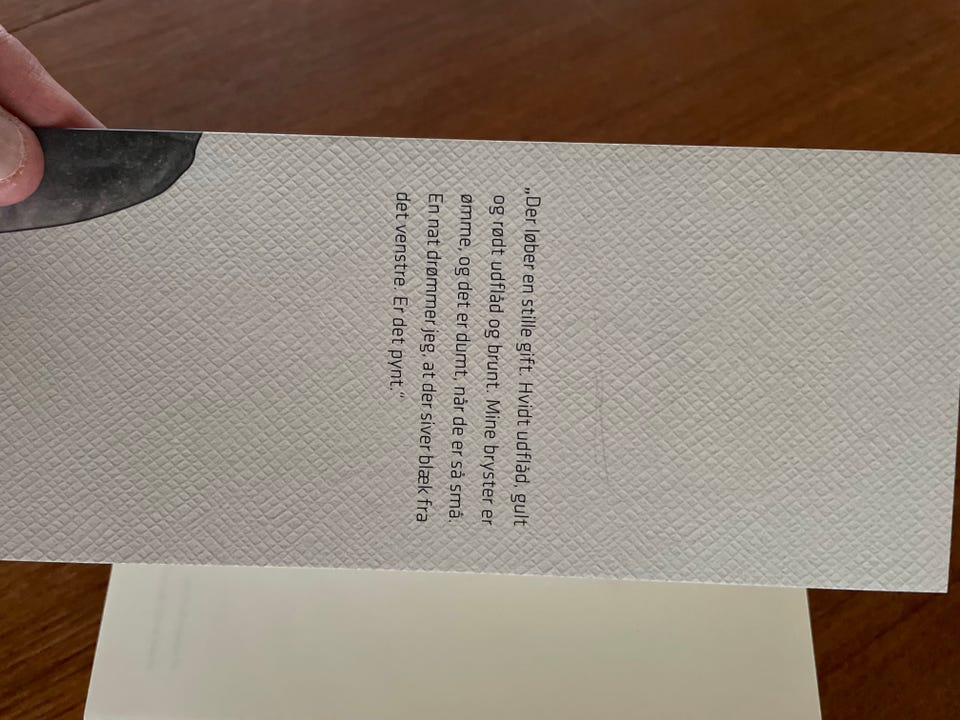 „Der løber en stille gift. Hvidt udflåd, gult
og rødt udflåd og brunt. Mine bryster er
ømme, og det er dumt, når de er så små.
En nat drømmer jeg, at der siver blæk fra
det venstre. Er det pynt.“